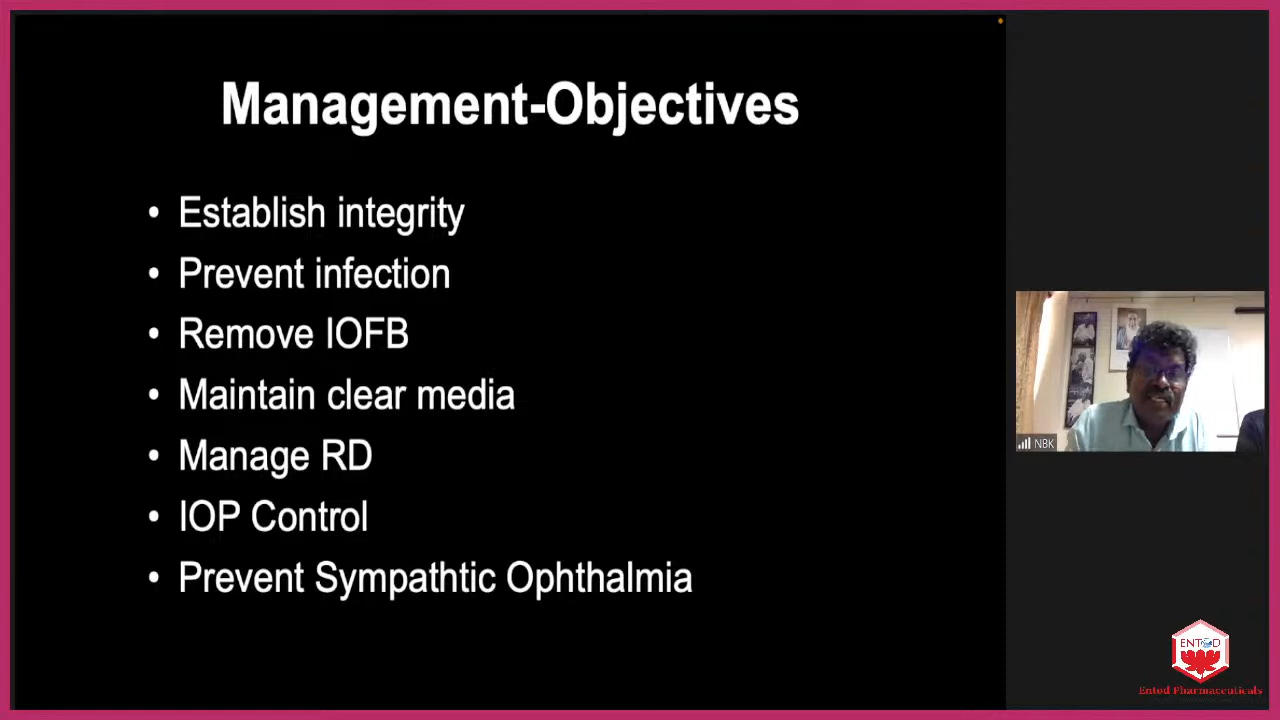 Management-Objectives
• Establish integrity
• Prevent infection
• Remove IOFB
• Maintain clear media
• Manage RD
• IOP Control
• Prevent Sympathtic Ophthalmia
NBK
ENTOD
Entod Pharmaceuticals